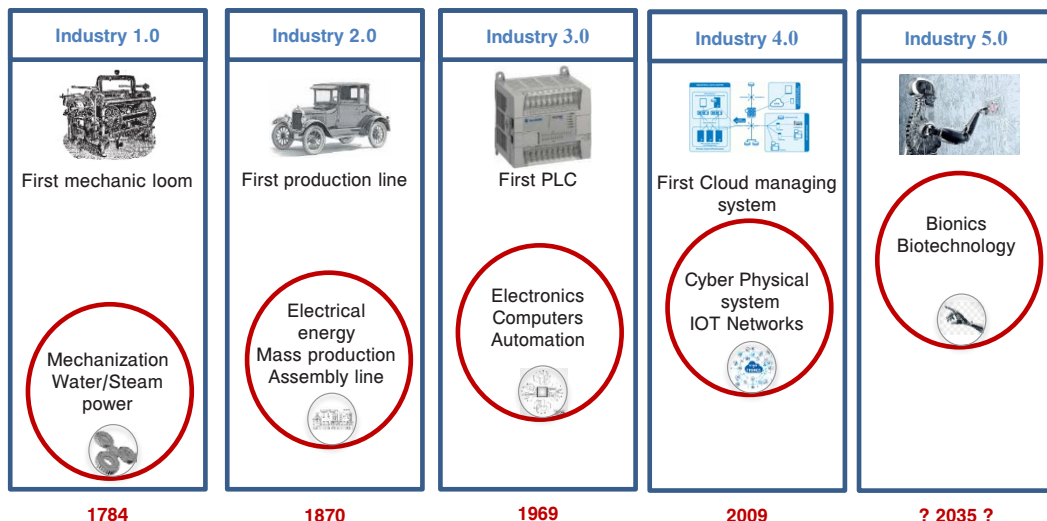 Industry 1.0
First mechanic loom
Mechanization
Water/Steam
power
1784
Industry 2.0
First production line
Electrical
energy
Mass production
Assembly line
1870
Industry 3.0
First PLC
Electronics
Computers
Automation
1969
Industry 4.0
First Cloud managing
system
Cyber Physical
system
IOT Networks
2009
Industry 5.0
Bionics
Biotechnology
? 2035 ?